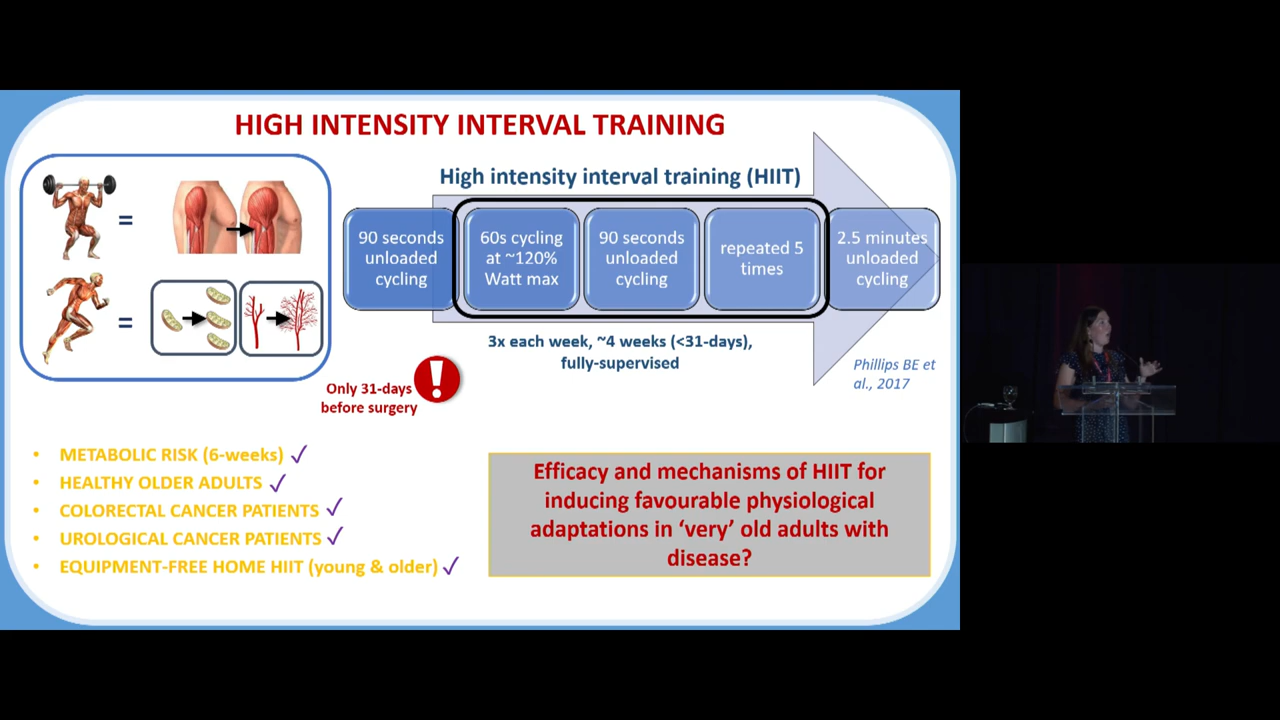 HIGH INTENSITY INTERVAL TRAINING
=
=
High intensity interval training (HIIT)
90 seconds
unloaded
cycling
60s cycling
at ~120%
Watt max
90 seconds
unloaded
cycling
repeated 5
times
2.5 minutes
unloaded
cycling
3x each week, ~4 weeks (<31-days),
fully-supervised
Phillips BE et
al., 2017
Only 31-days
before surgery
!
• METABOLIC RISK (6-weeks) ✓
• HEALTHY OLDER ADULTS ✓
• COLORECTAL CANCER PATIENTS ✓
• UROLOGICAL CANCER PATIENTS ✓
• EQUIPMENT-FREE HOME HIIT (young & older) ✓
Efficacy and mechanisms of HIIT for
inducing favourable physiological
adaptations in ‘very’ old adults with
disease?